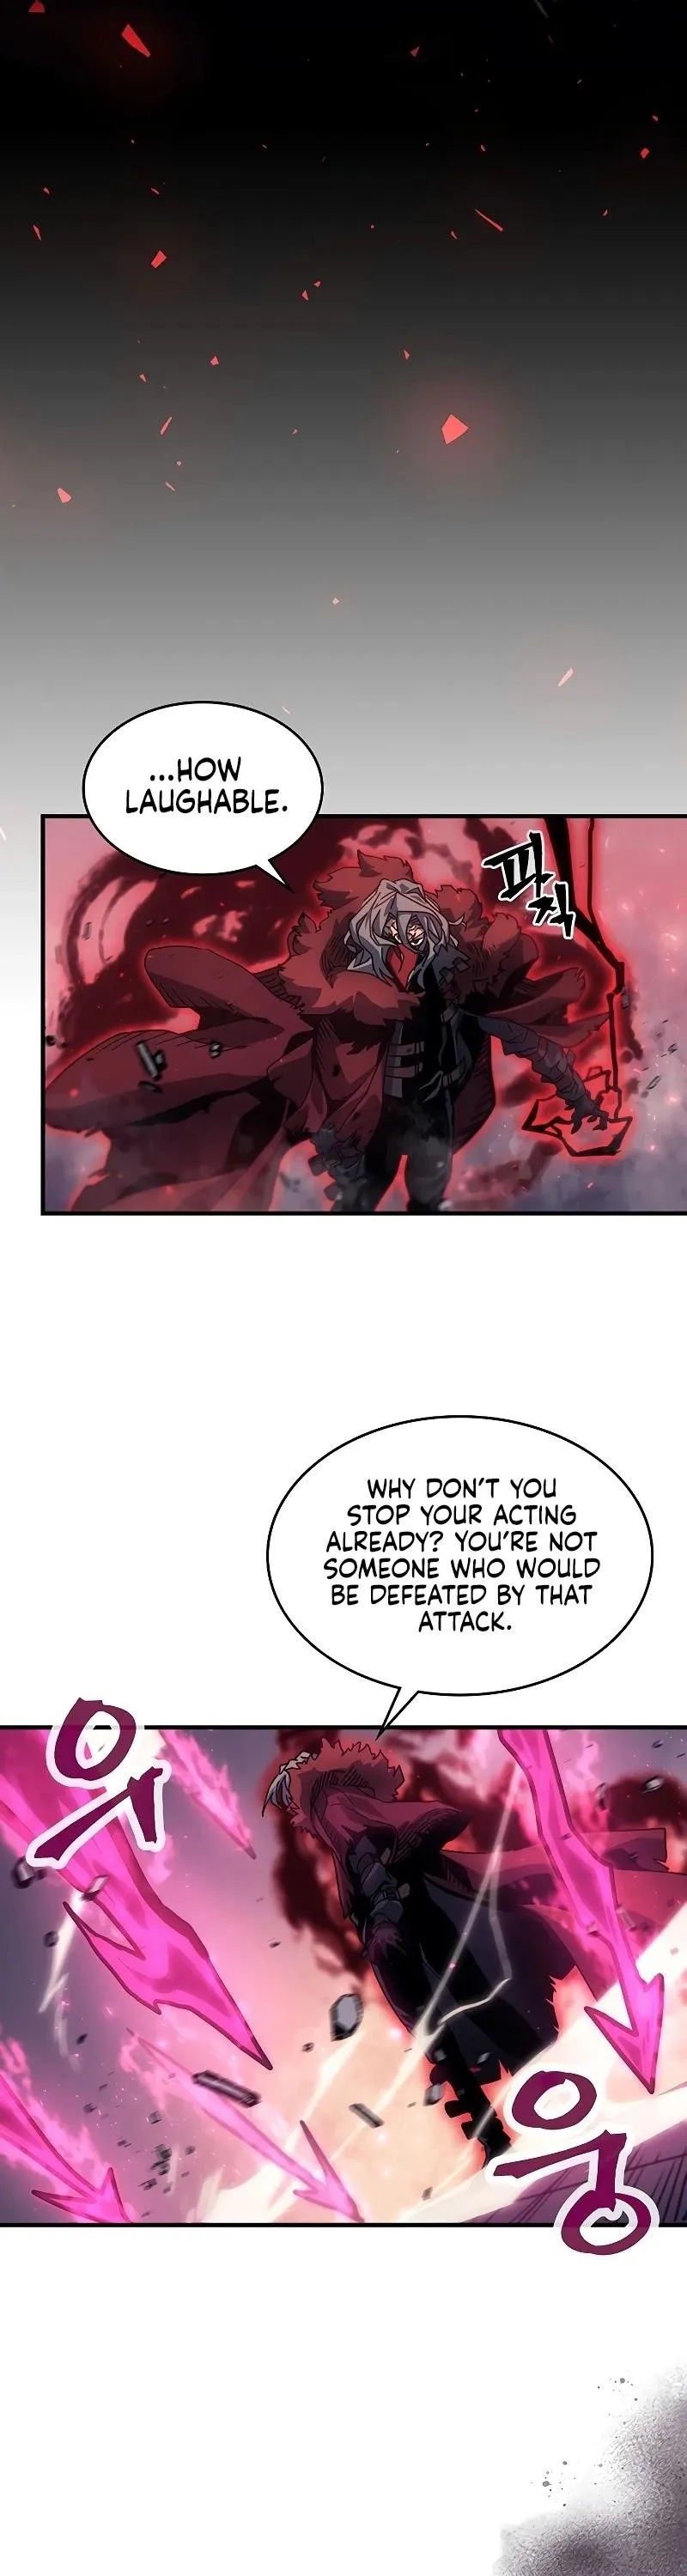 ...HOW
LAUGHABLE.
피척
WHY DON'T YOU
STOP YOUR ACTING
ALREADY? YOU'RE NOT
SOMEONE WHO WOULD
BE DEFEATED BY THAT
ATTACK.
우
웅